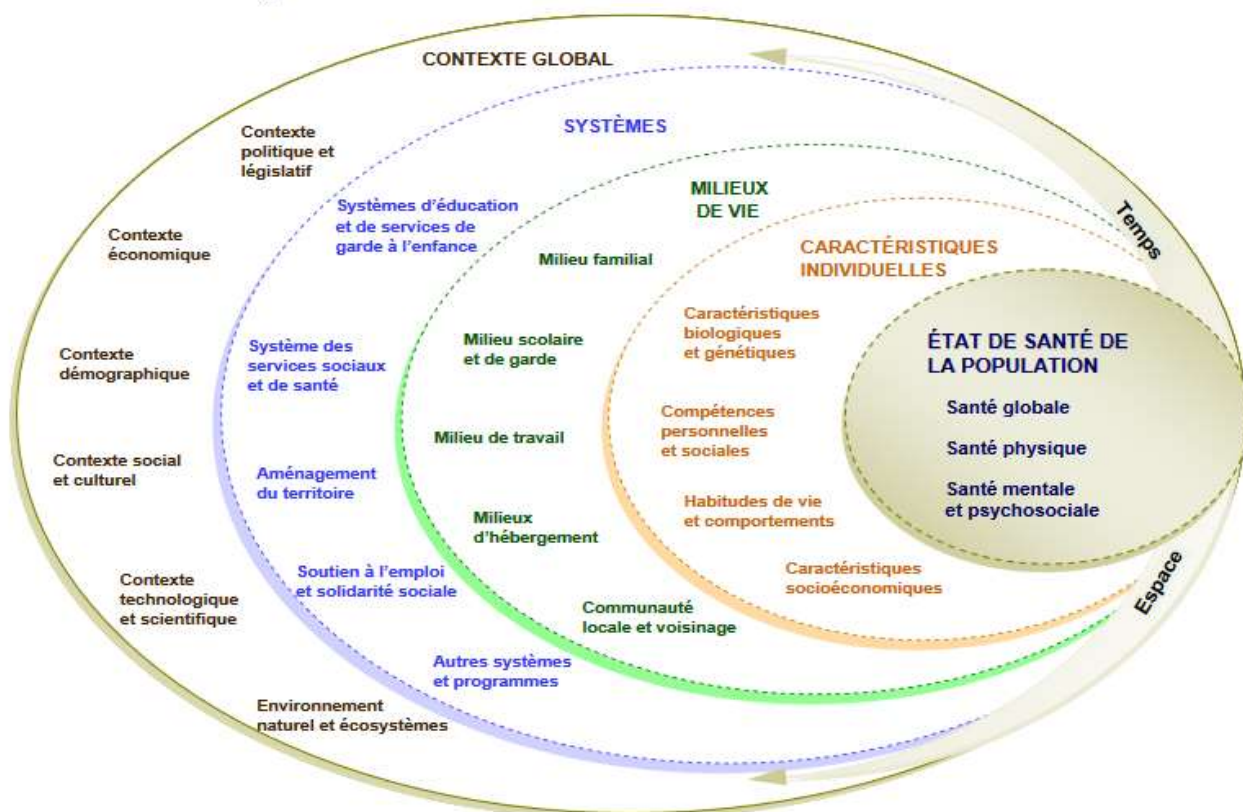 CONTEXTE GLOBAL
Contexte
politique et
législatif
Contexte
économique
Contexte
démographique
Contexte social
et culturel
Contexte
technologique
et scientifique
Environnement
naturel et écosystèmes
SYSTÈMES
Systèmes d'éducation
et de services de
garde à l'enfance
Système des
services sociaux
et de santé
Aménagement
du territoire
Soutien à l'emploi
et solidarité sociale
Autres systèmes
et programmes
MILIEUX
DE VIE
Milieu familial
Milieu scolaire
et de garde
Milieu de travail
Milieux
d'hébergement
Communauté
locale et voisinage
CARACTÉRISTIQUES
INDIVIDUELLES
Caractéristiques
biologiques
et génétiques
Compétences
personnelles
et sociales
Habitudes de vie
et comportements
Caractéristiques
socioéconomiques
ÉTAT DE SANTÉ DE
LA POPULATION
Santé globale
Santé physique
Santé mentale
et psychosociale
Temps
Espace